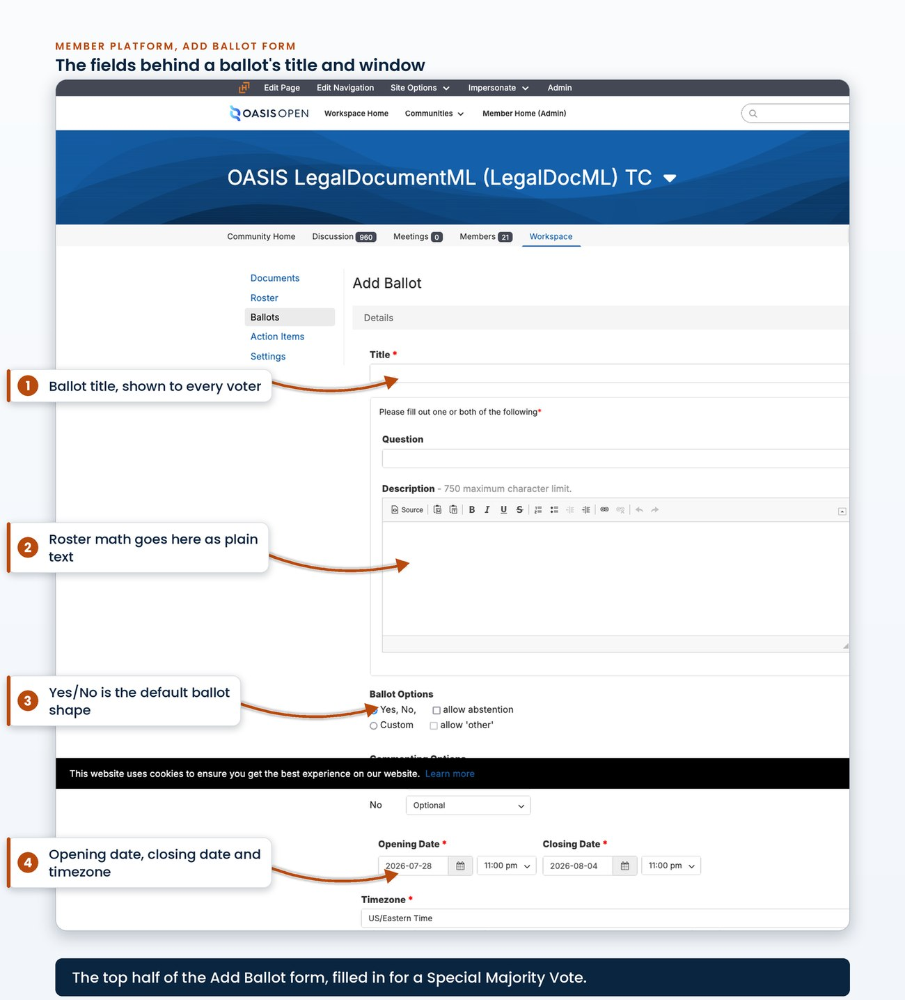 MEMBER PLATFORM, ADD BALLOT FORM
The fields behind a ballot's title and window
Edit Page Edit Navigation Site Options Impersonate Admin
OASIS OPEN Workspace Home Communities Member Home (Admin)
OASIS LegalDocumentML (LegalDocML) TC
Community Home Discussion 960 Meetings 0 Members 21 Workspace
Documents
Roster
Ballots
Action Items
Settings
Add Ballot
Details
Title *
1 Ballot title, shown to every voter
Please fill out one or both of the following*
Question
Description - 750 maximum character limit.
Source B I U S
2 Roster math goes here as plain
text
3 Yes/No is the default ballot
shape
Ballot Options
Yes, No, allow abstention
Custom allow 'other'
Commenting Options
This website uses cookies to ensure you get the best experience on our website. Learn more
No Optional
4 Opening date, closing date and
timezone
Opening Date * Closing Date *
2026-07-28 11:00 pm 2026-08-04 11:00 pm
Timezone *
US/Eastern Time
The top half of the Add Ballot form, filled in for a Special Majority Vote.